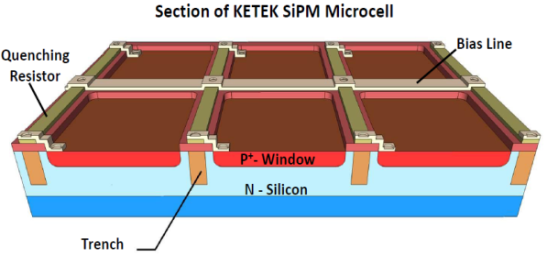 Section of KETEK SiPM Microcell
Quenching
Resistor
Bias Line
P⁺- Window
N - Silicon
Trench